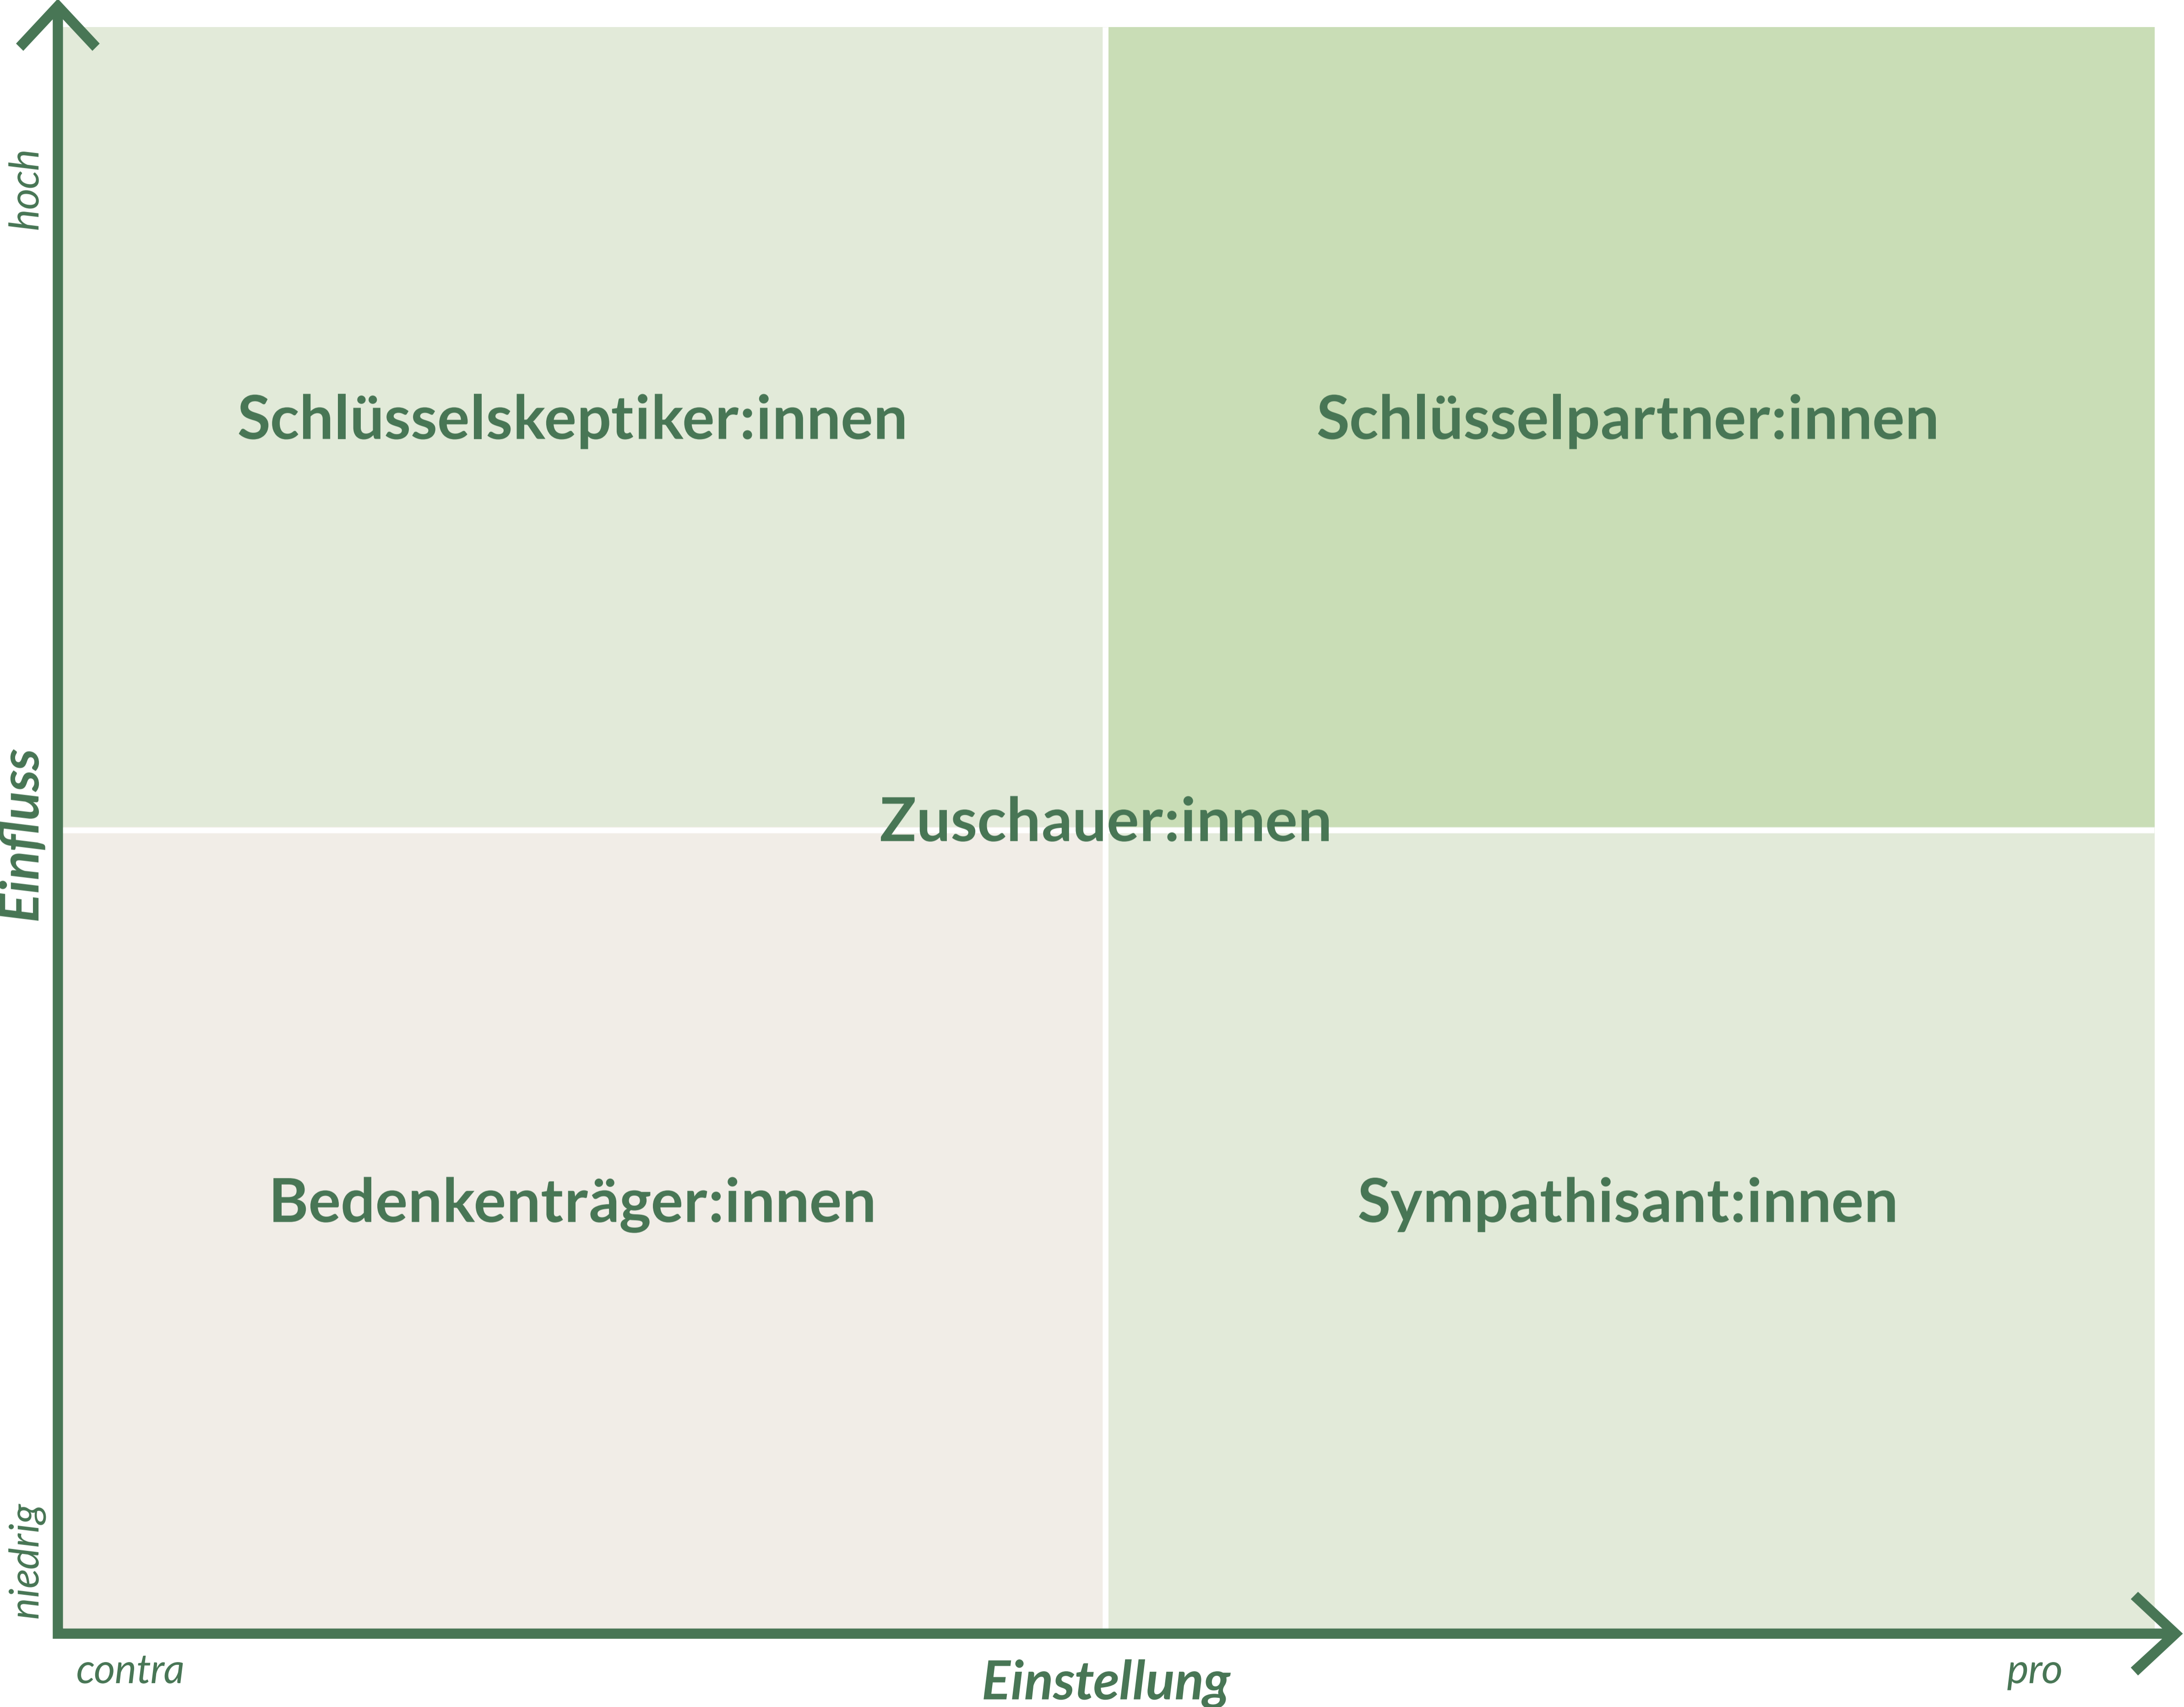 hoch
Schlüsselskeptiker:innen
Schlüsselpartner:innen
Einfluss
Zuschauer:innen
Bedenkenträger:innen
Sympathisant:innen
niedrig
contra
Einstellung
pro